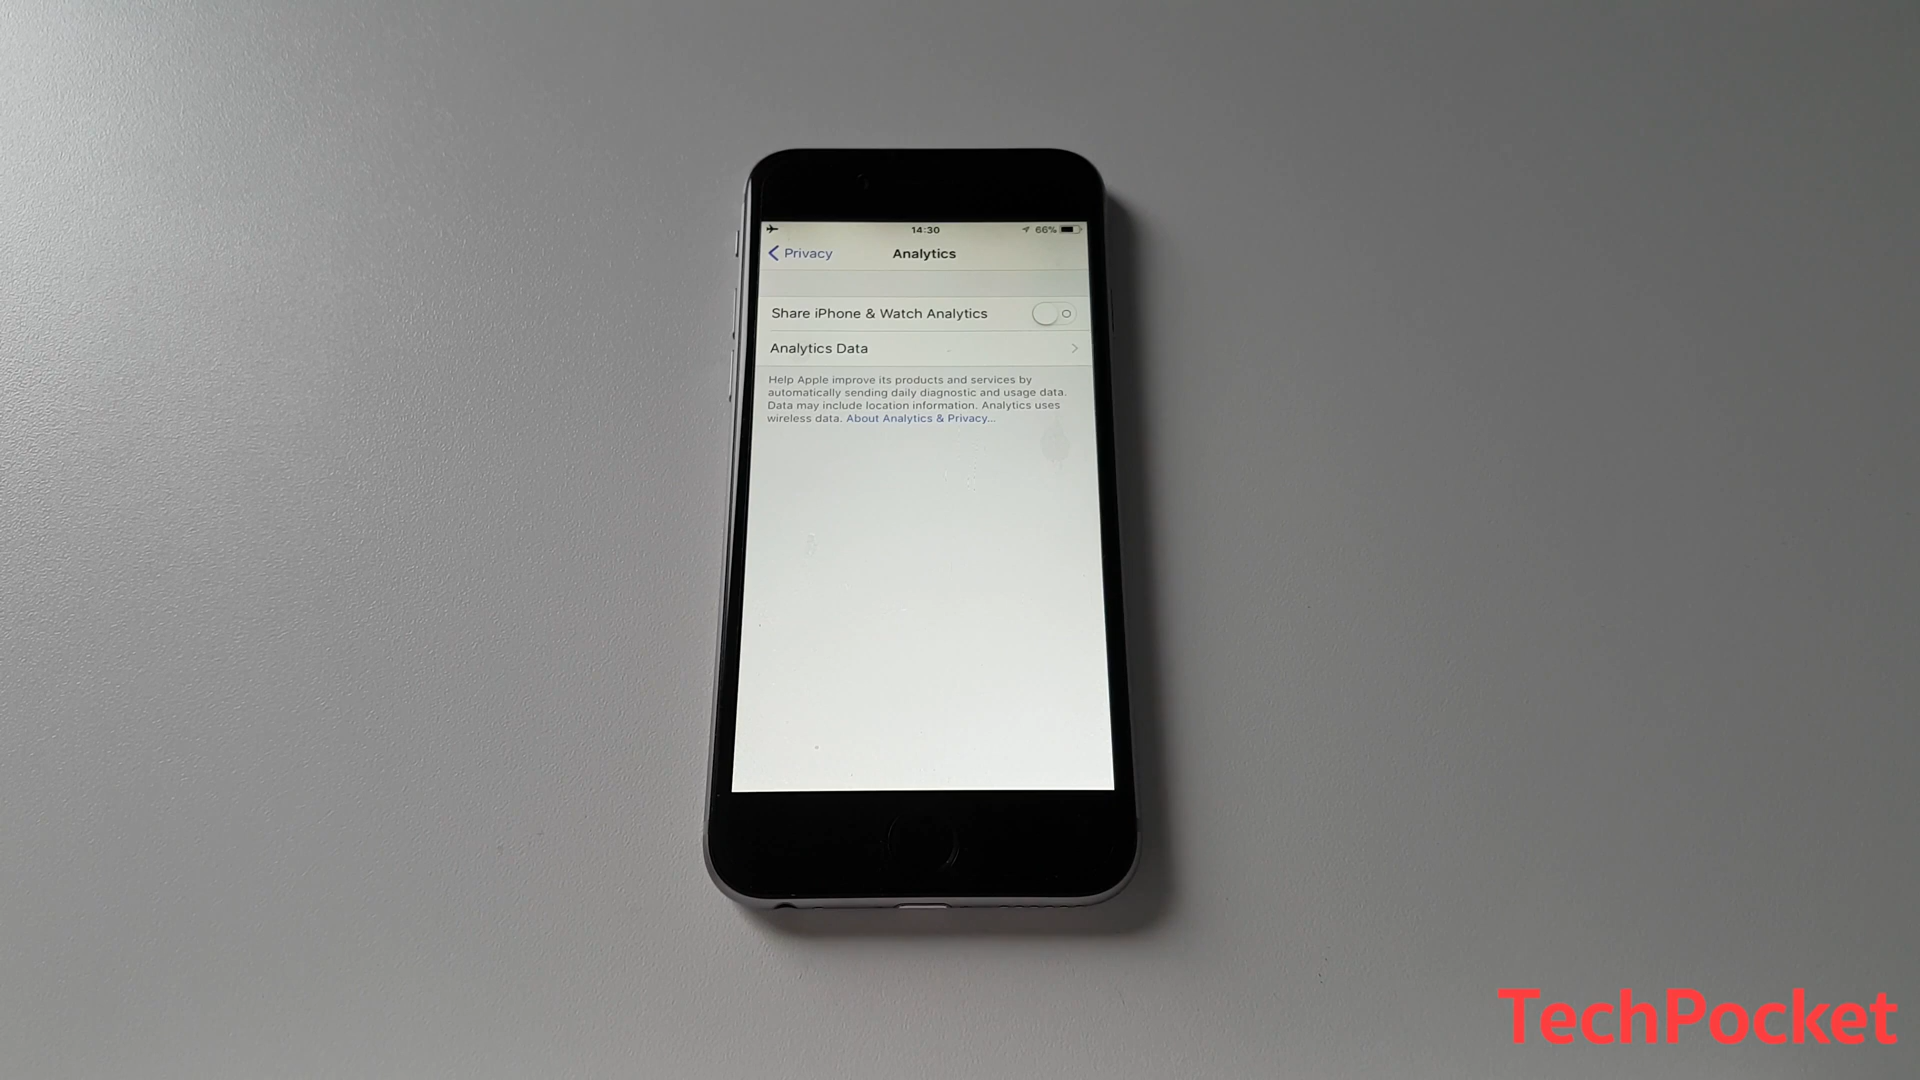 14:30
66%
Privacy
Analytics
Share iPhone & Watch Analytics
Analytics Data
Help Apple improve its products and services by
automatically sending daily diagnostic and usage data.
Data may include location information. Analytics uses
wireless data. About Analytics & Privacy...
TechPocket